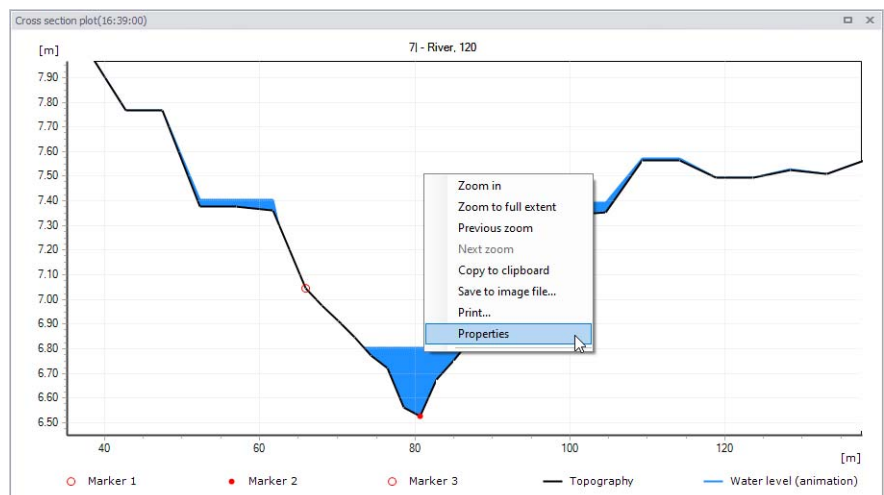 Cross section plot(16:39:00)
[m]
7| - River, 120
7.90
7.80
7.70
7.60
7.50
7.40
7.30
7.20
7.10
7.00
6.90
6.80
6.70
6.60
6.50
Zoom in
Zoom to full extent
Previous zoom
Next zoom
Copy to clipboard
Save to image file...
Print...
Properties
40 60 80 100 120
[m]
Marker 1 Marker 2 Marker 3 Topography Water level (animation)